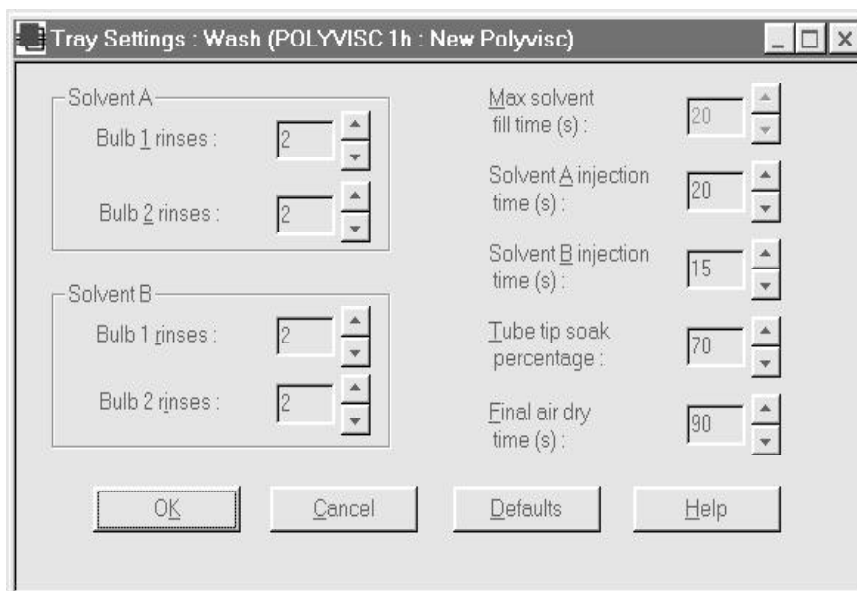 Tray Settings : Wash (POLYVISC 1h : New Polyvisc)
Solvent A
Bulb 1 rinses : 2
Bulb 2 rinses : 2
Solvent B
Bulb 1 rinses : 2
Bulb 2 rinses : 2
Max solvent
fill time (s) : 20
Solvent A injection
time (s) : 20
Solvent B injection
time (s) : 15
Tube tip soak
percentage : 70
Final air dry
time (s) : 90
OK Cancel Defaults Help